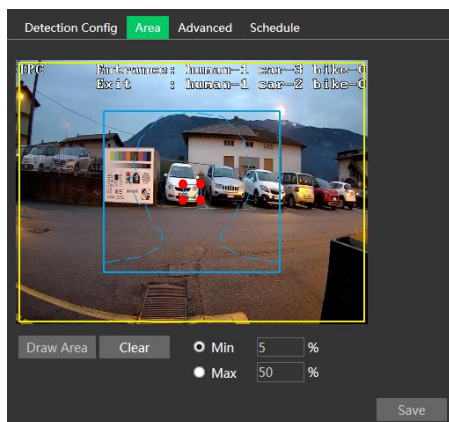 Detection Config Area Advanced Schedule
IPC Entrance: human-1 car-3 bike-0
Exit : human-1 car-2 bike-0
Draw Area Clear Min 5 %
Max 50 %
Save